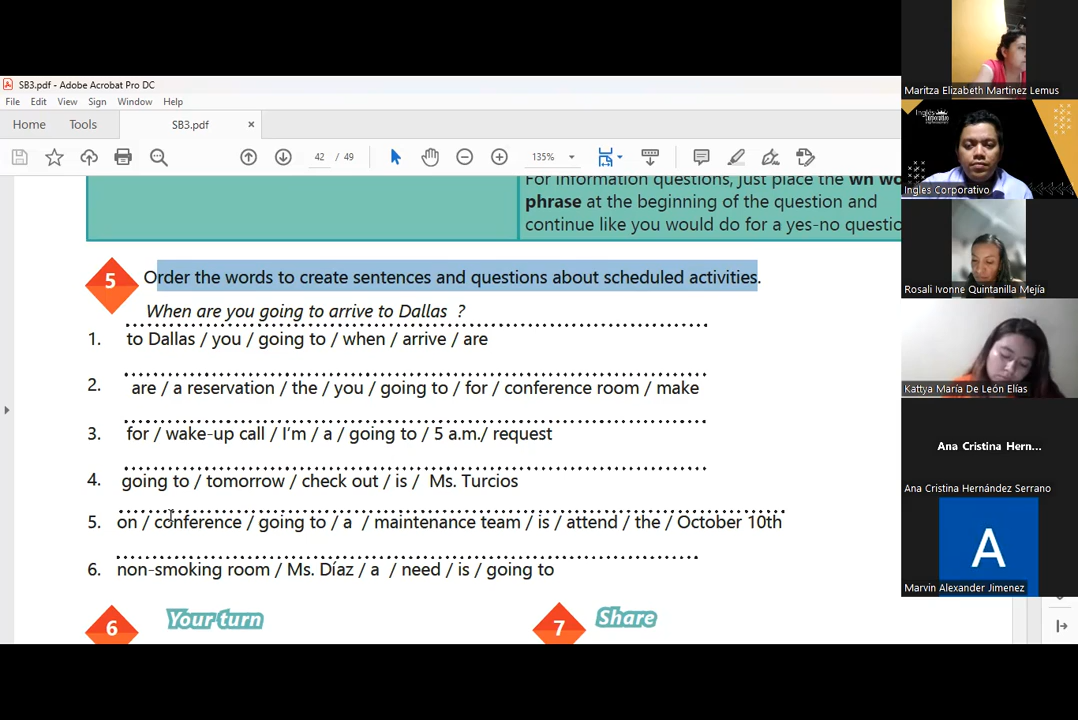 SB3.pdf - Adobe Acrobat Pro DC
File Edit View Sign Window Help
Home Tools SB3.pdf ×
42 / 49 135%
For information questions, just place the wh wo
phrase at the beginning of the question and
continue like you would do for a yes-no questio
5 Order the words to create sentences and questions about scheduled activities.
When are you going to arrive to Dallas ?
1. to Dallas / you / going to / when / arrive / are
2. are / a reservation / the / you / going to / for / conference room / make
3. for / wake-up call / I'm / a / going to / 5 a.m./ request
4. going to / tomorrow / check out / is / Ms. Turcios
5. on / conference / going to / a / maintenance team / is / attend / the / October 10th
6. non-smoking room / Ms. Díaz / a / need / is / going to
6 Your turn
7 Share
Maritza Elizabeth Martinez Lemus
Inglés Corporativo
Ingles Corporativo
Rosali Ivonne Quintanilla Mejía
Kattya María De León Elías
Ana Cristina Hern...
Ana Cristina Hernández Serrano
A
Marvin Alexander Jimenez